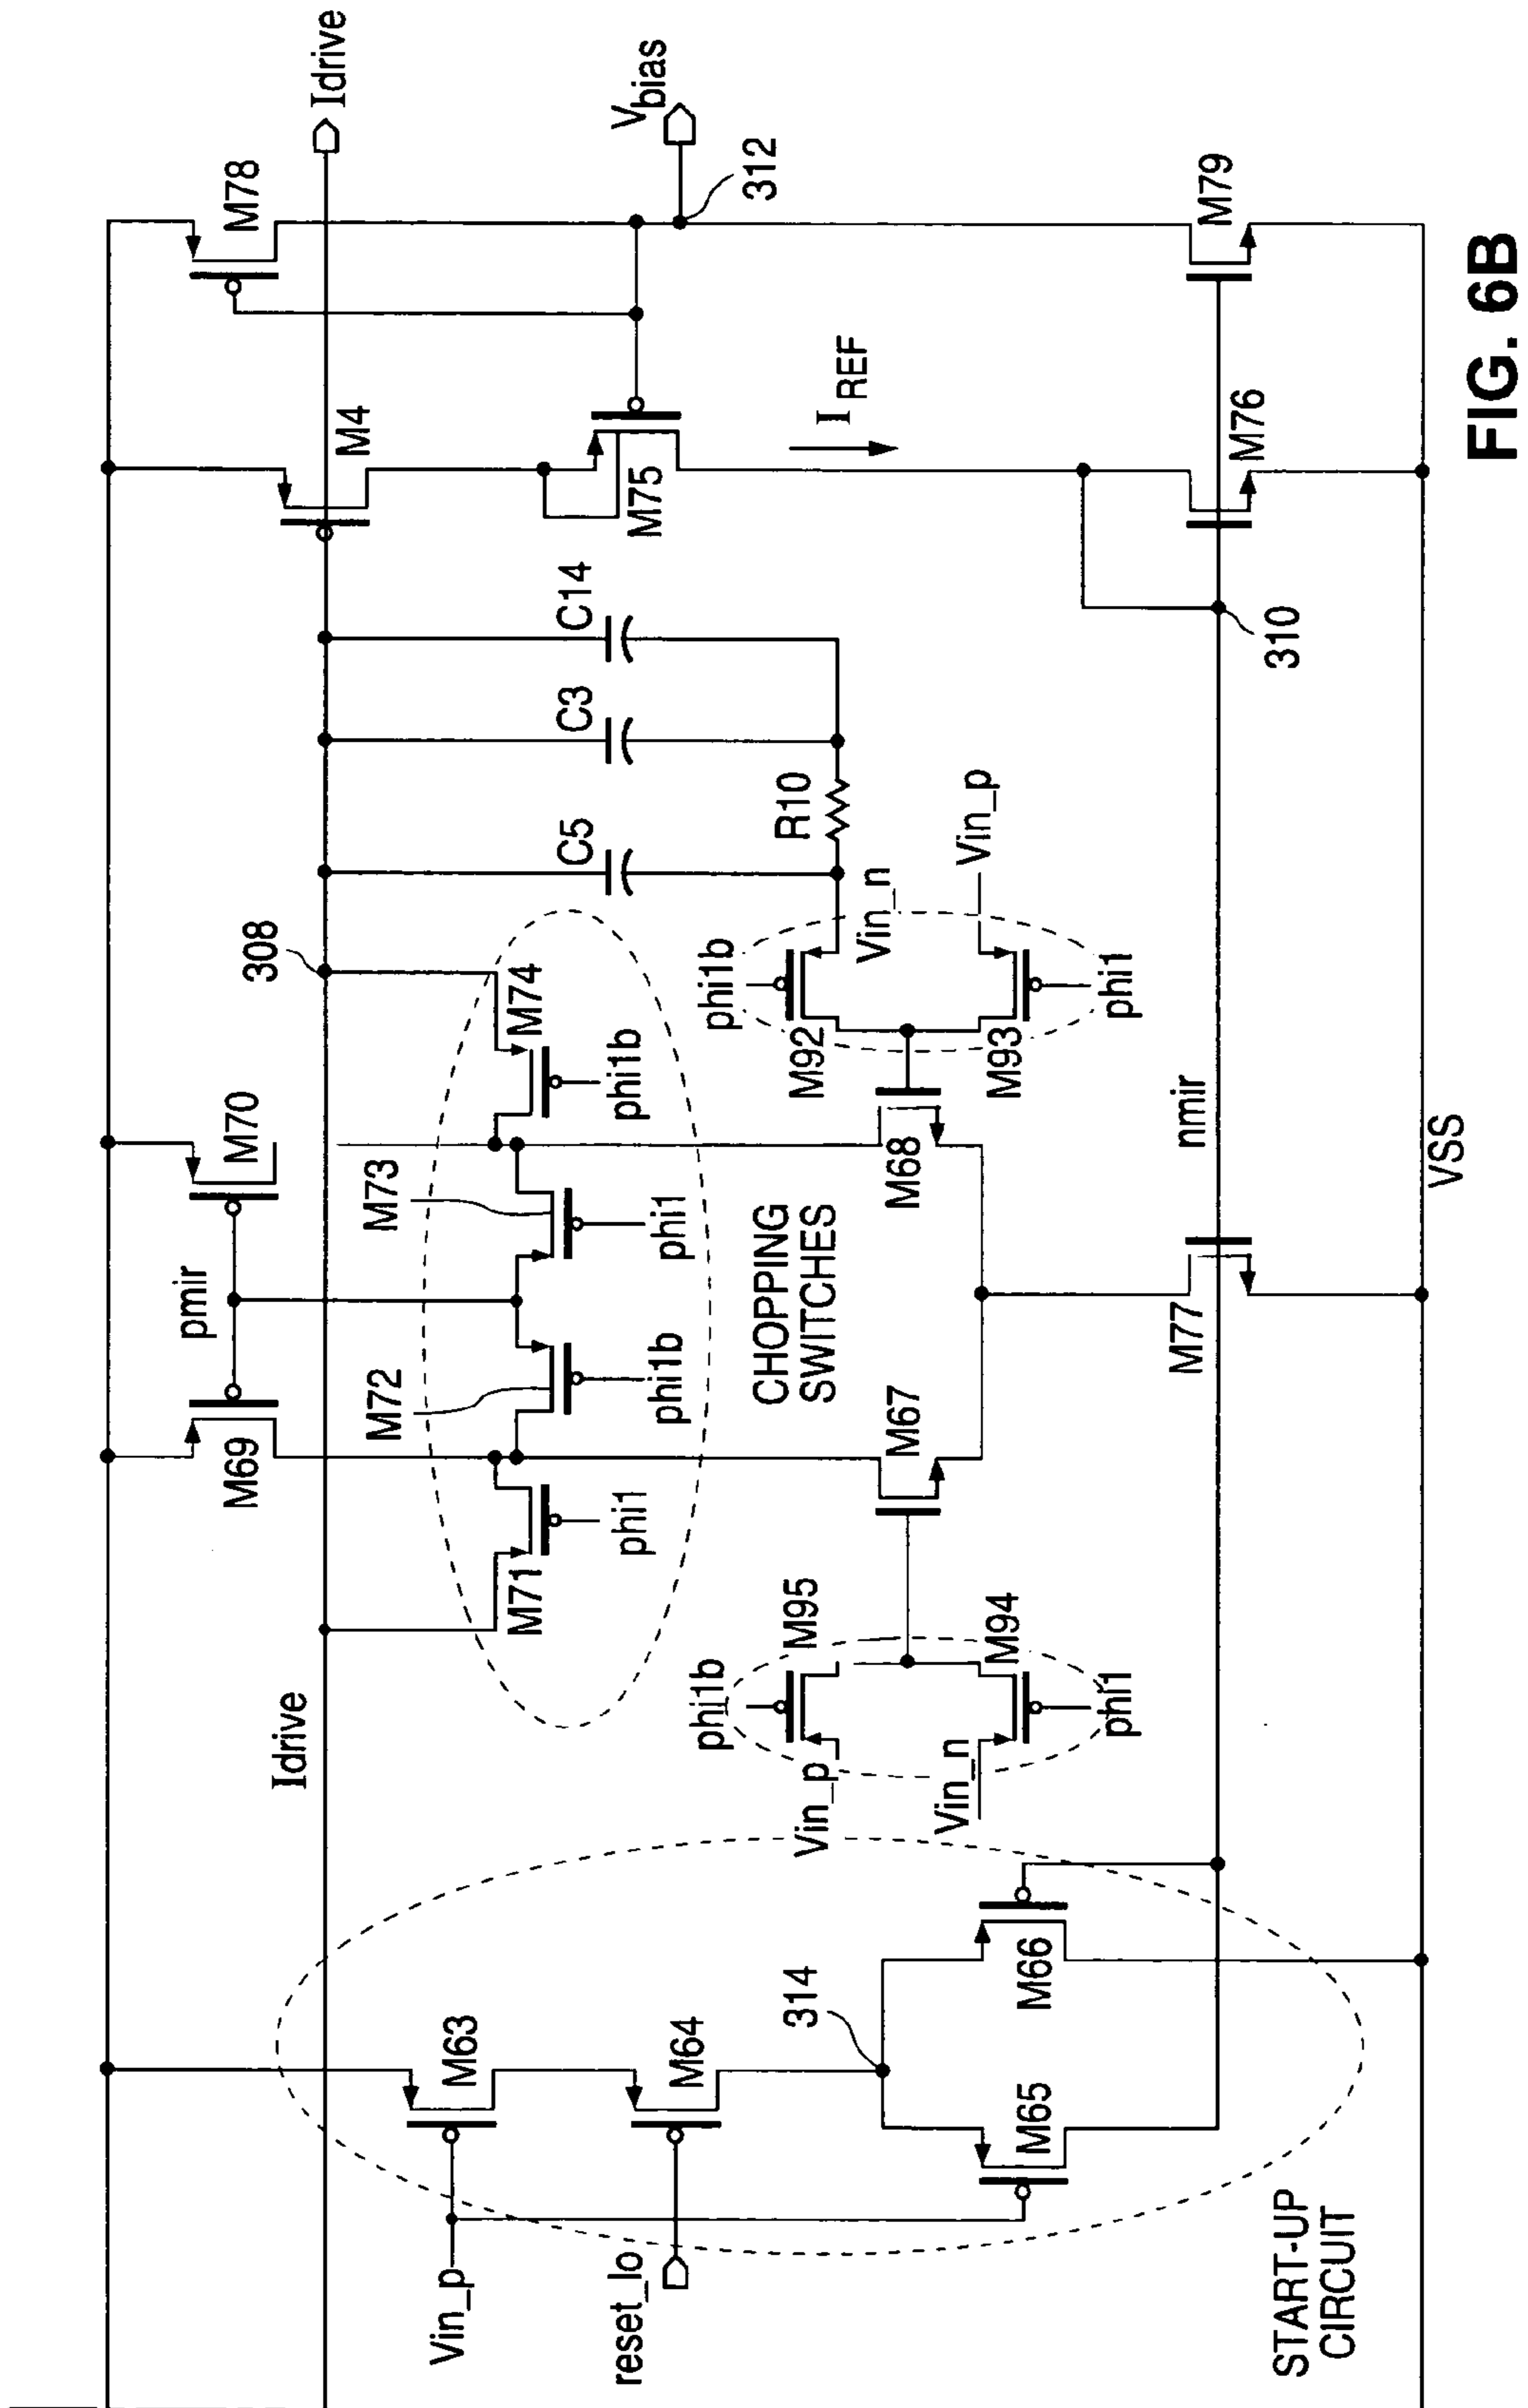 Idrive
M78
M4
V bias
312
M75
I REF
M79
M76
310
C14
C3
C5
R10
308
M70
pmir
M69
M74
phi1b
M73
phi1
M72
phi1b
M71
phi1
Idrive
CHOPPING
SWITCHES
phi1b
Vin_n
Vin_p
M92
M93
phi1
M68
M67
nmir
M77
VSS
phi1b
M95
M94
phi1
Vin_p
Vin_n
M63
M64
314
M66
M65
Vin_p
reset_lo
START-UP
CIRCUIT
FIG. 6B